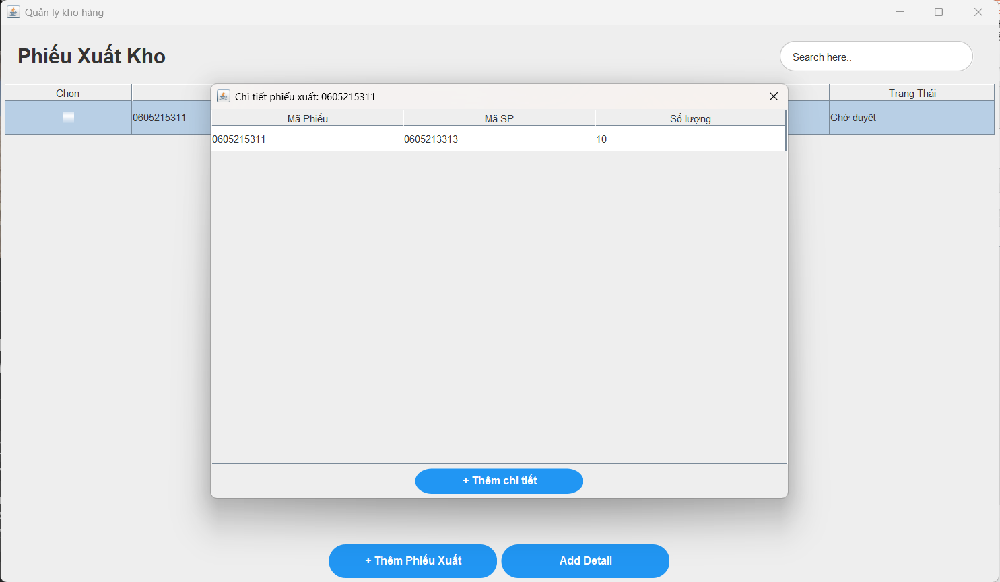 Quản lý kho hàng
Phiếu Xuất Kho
Search here..
Chọn
Trạng Thái
0605215311
Chờ duyệt
Chi tiết phiếu xuất: 0605215311
Mã Phiếu Mã SP Số lượng
0605215311 0605213313 10
+ Thêm chi tiết
+ Thêm Phiếu Xuất
Add Detail